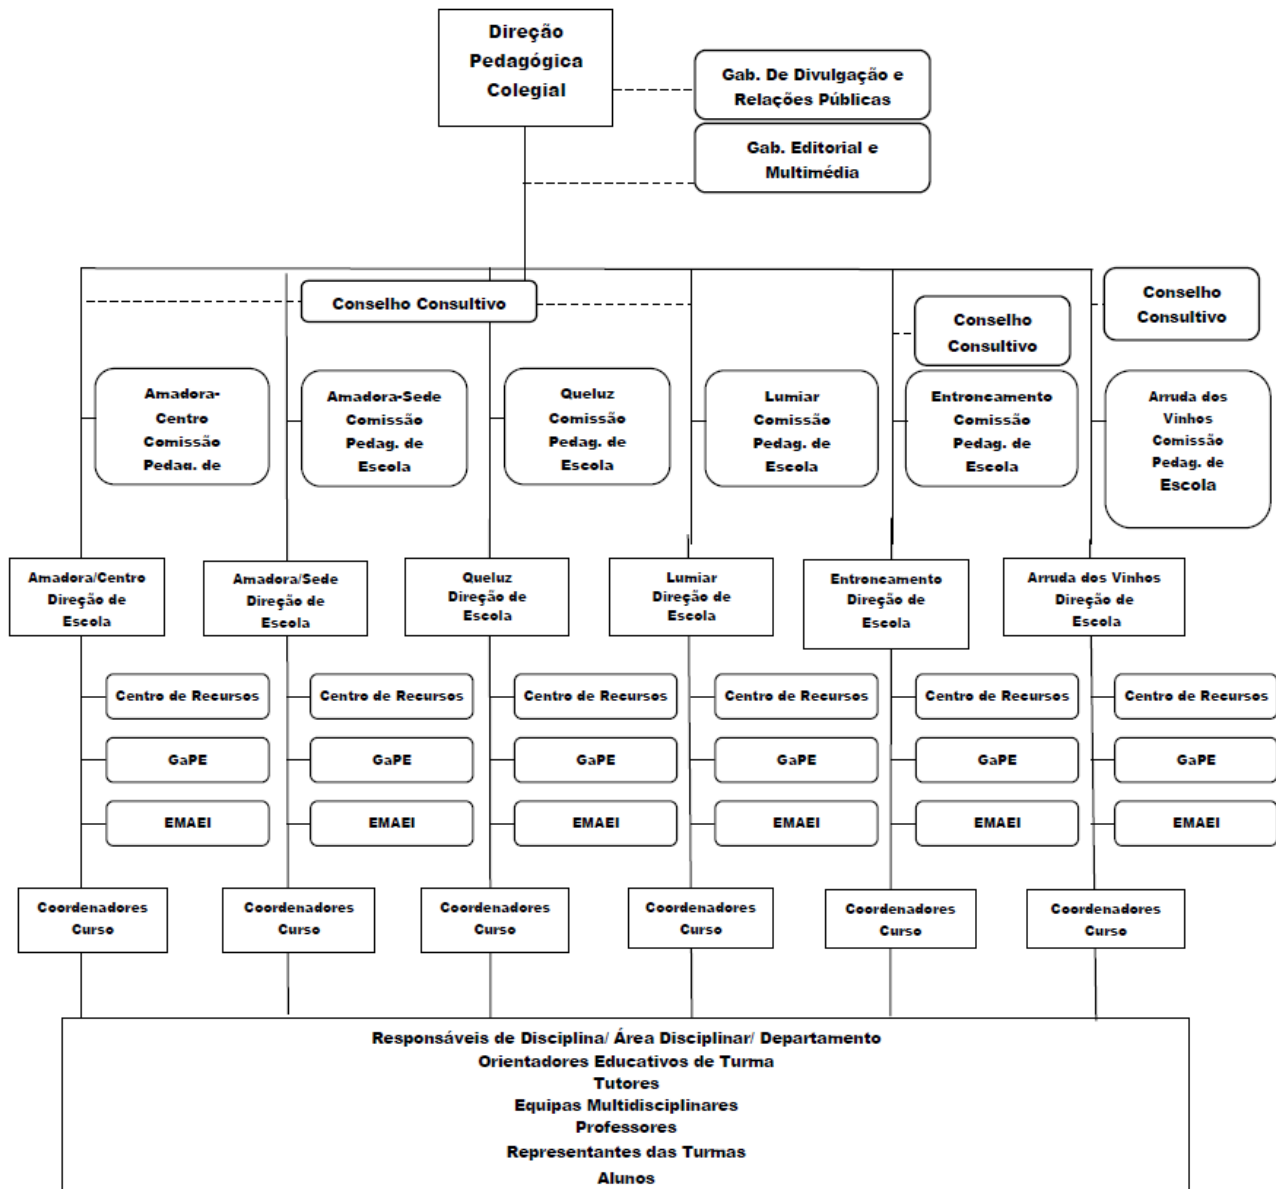 Direção
Pedagógica
Colegial
Gab. De Divulgação e
Relações Públicas
Gab. Editorial e
Multimédia
Conselho Consultivo
Conselho
Consultivo
Conselho
Consultivo
Amadora-
Centro
Comissão
Pedag. de
Amadora-Sede
Comissão
Pedag. de
Escola
Queluz
Comissão
Pedag. de
Escola
Lumiar
Comissão
Pedag. de
Escola
Entroncamento
Comissão
Pedag. de
Escola
Arruda dos
Vinhos
Comissão
Pedag. de
Escola
Amadora/Centro
Direção de
Escola
Amadora/Sede
Direção de
Escola
Queluz
Direção de
Escola
Lumiar
Direção de
Escola
Entroncamento
Direção de
Escola
Arruda dos Vinhos
Direção de
Escola
Centro de Recursos
Centro de Recursos
Centro de Recursos
Centro de Recursos
Centro de Recursos
Centro de Recursos
GaPE
GaPE
GaPE
GaPE
GaPE
GaPE
EMAEI
EMAEI
EMAEI
EMAEI
EMAEI
EMAEI
Coordenadores
Curso
Coordenadores
Curso
Coordenadores
Curso
Coordenadores
Curso
Coordenadores
Curso
Coordenadores
Curso
Responsáveis de Disciplina/ Área Disciplinar/ Departamento
Orientadores Educativos de Turma
Tutores
Equipas Multidisciplinares
Professores
Representantes das Turmas
Alunos